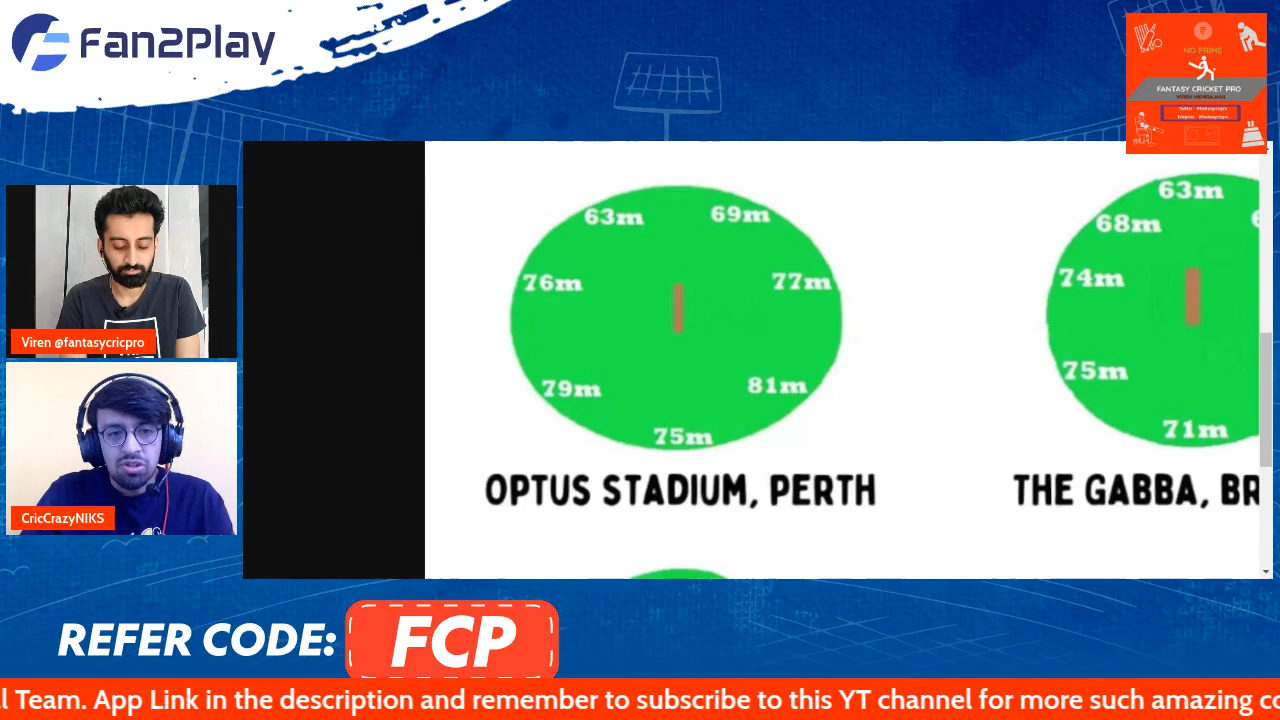 Fan2Play
NO PRIME
FANTASY CRICKET PRO
63m
69m
76m
77m
79m
81m
75m
OPTUS STADIUM, PERTH
63m
68m
74m
75m
71m
THE GABBA, BR
Viren @fantasycricpro
CricCrazyNIKS
REFER CODE: FCP
l Team. App Link in the description and remember to subscribe to this YT channel for more such amazing co